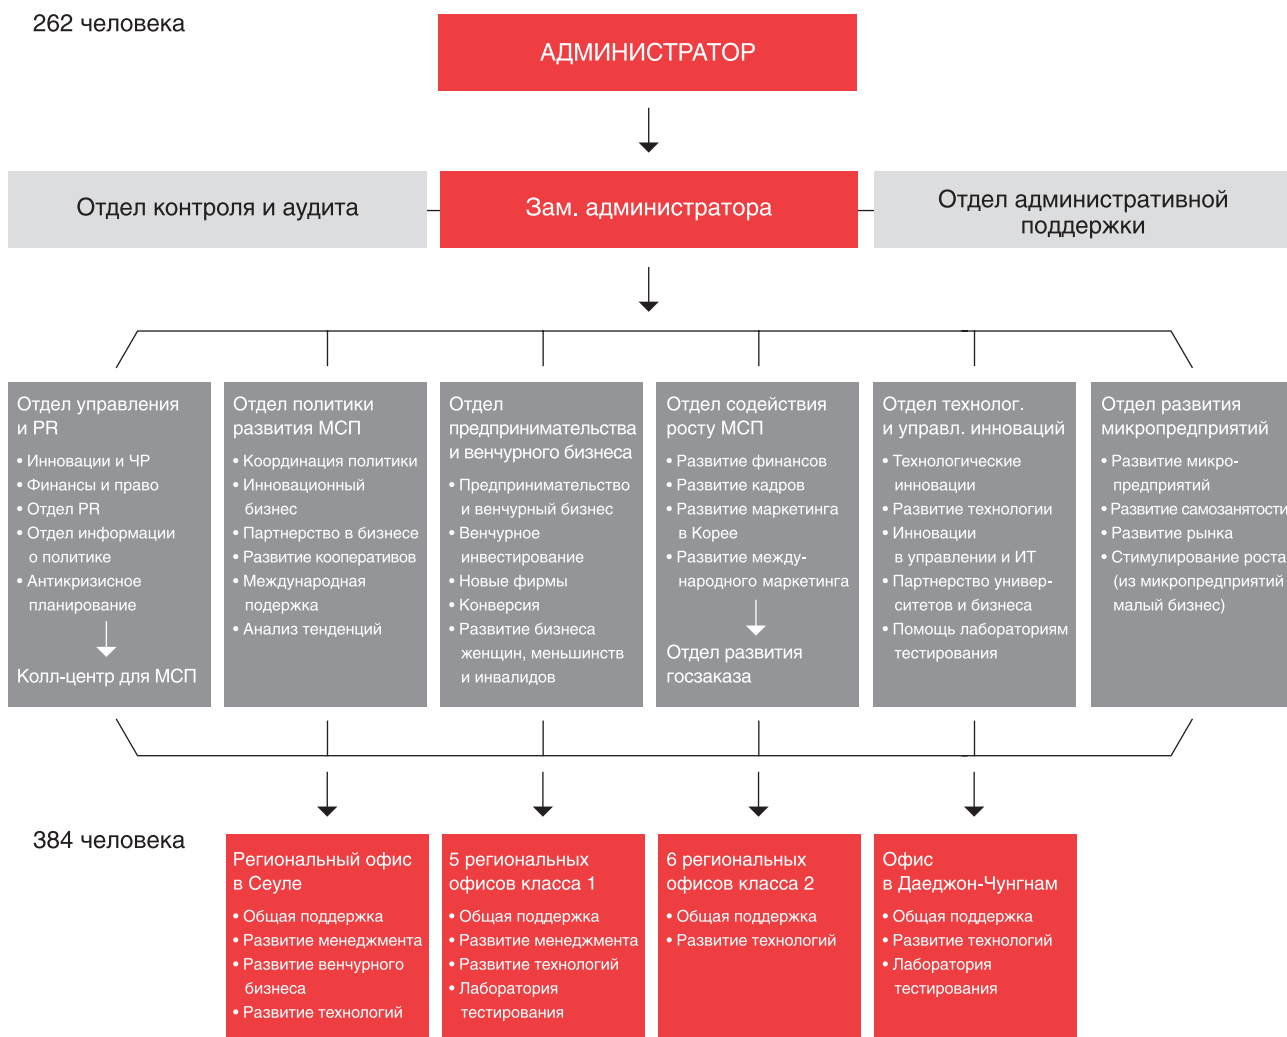 262 человека
АДМИНИСТРАТОР
Отдел контроля и аудита
Зам. администратора
Отдел административной
поддержки
Отдел управления
и PR
• Инновации и ЧР
• Финансы и право
• Отдел PR
• Отдел информации
о политике
• Антикризисное
планирование
Колл-центр для МСП
Отдел политики
развития МСП
• Координация политики
• Инновационный
бизнес
• Партнерство в бизнесе
• Развитие кооперативов
• Международная
подержка
• Анализ тенденций
Отдел
предпринимательства
и венчурного бизнеса
• Предпринимательство
и венчурный бизнес
• Венчурное
инвестирование
• Новые фирмы
• Конверсия
• Развитие бизнеса
женщин, меньшинств
и инвалидов
Отдел содействия
росту МСП
• Развитие финансов
• Развитие кадров
• Развитие маркетинга
в Корее
• Развитие между-
народного маркетинга
Отдел развития
госзаказа
Отдел технолог.
и управл. инноваций
• Технологические
инновации
• Развитие технологии
• Инновации
в управлении и ИТ
• Партнерство универ-
ситетов и бизнеса
• Помощь лабораториям
тестирования
Отдел развития
микропредприятий
• Развитие микро-
предприятий
• Развитие самозанятости
• Развитие рынка
• Стимулирование роста
(из микропредприятий
малый бизнес)
384 человека
Региональный офис
в Сеуле
• Общая поддержка
• Развитие менеджмента
• Развитие венчурного
бизнеса
• Развитие технологий
5 региональных
офисов класса 1
• Общая поддержка
• Развитие менеджмента
• Развитие технологий
• Лаборатория
тестирования
6 региональных
офисов класса 2
• Общая поддержка
• Развитие технологий
Офис
в Даеджон-Чунгнам
• Общая поддержка
• Развитие технологий
• Лаборатория
тестирования